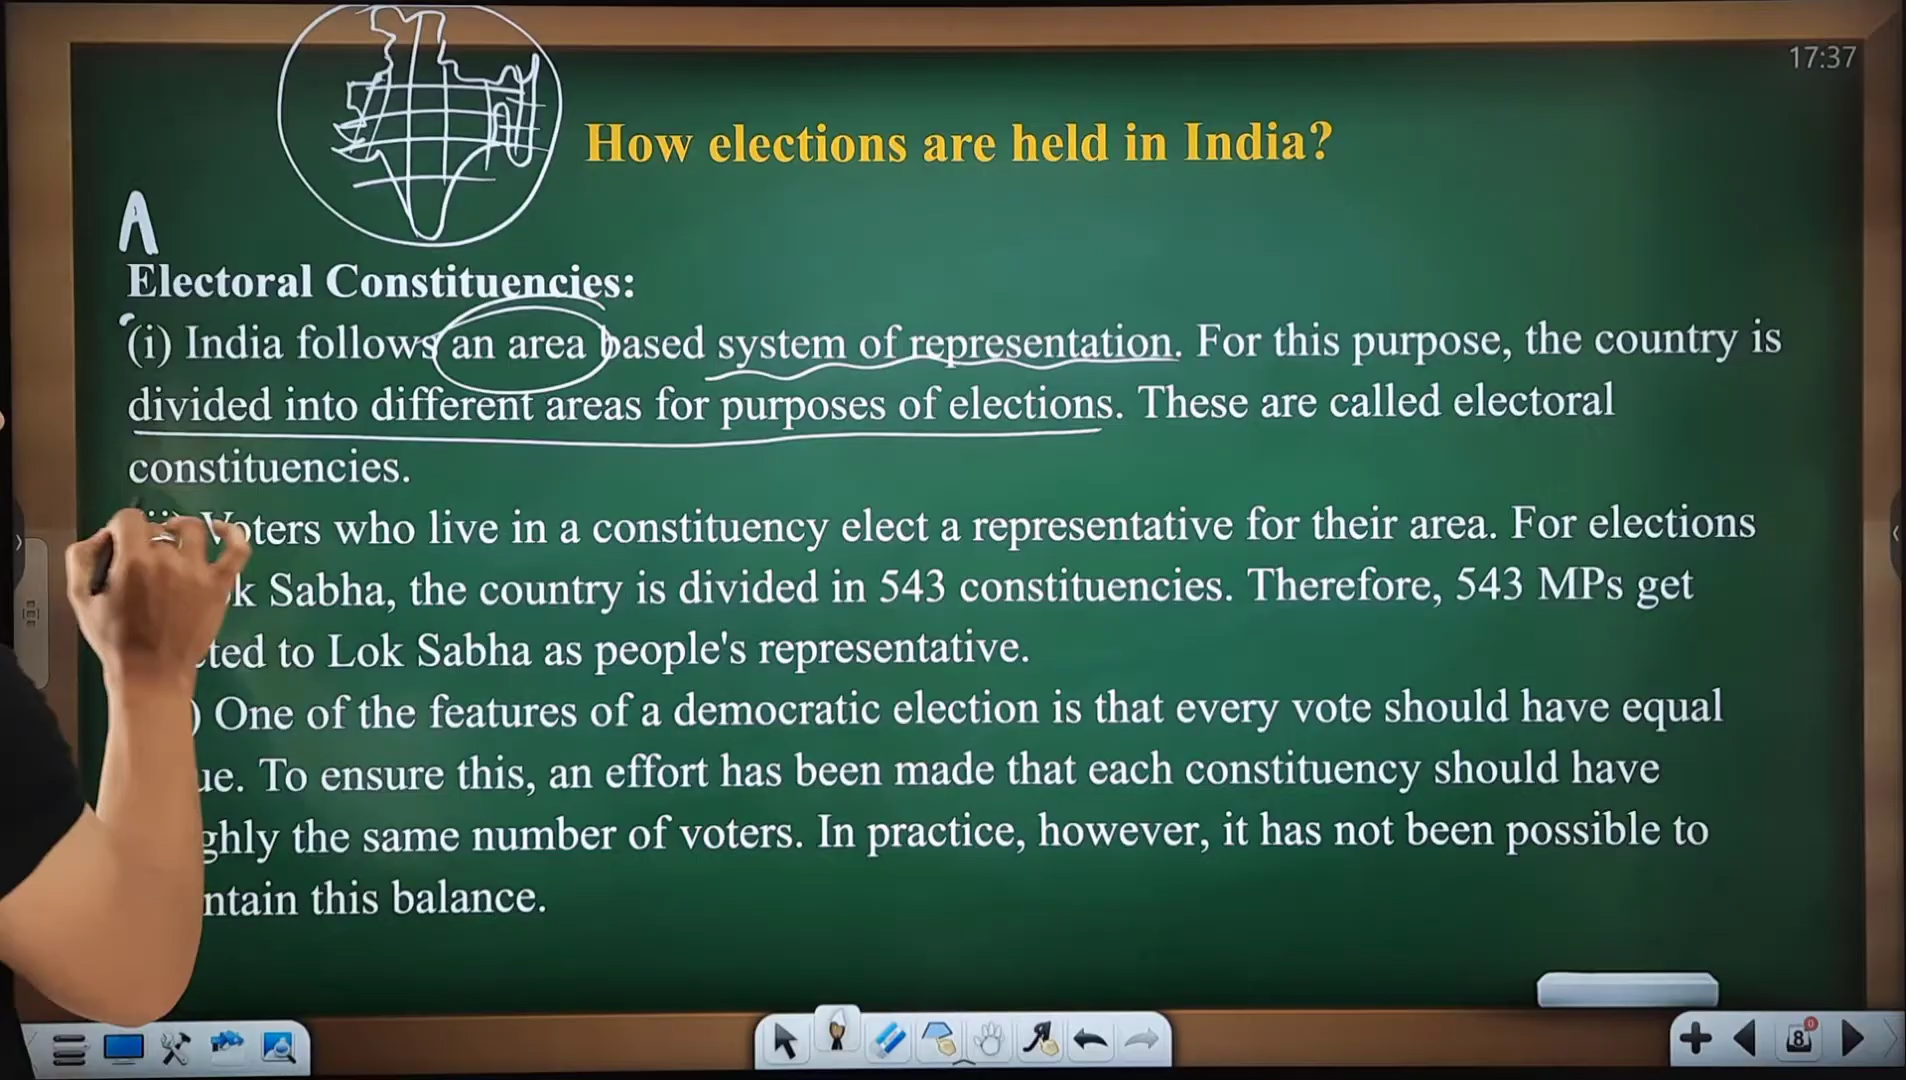 17:37
How elections are held in India?
A
Electoral Constituencies:
(i) India follows an area based system of representation. For this purpose, the country is
divided into different areas for purposes of elections. These are called electoral
constituencies.
Voters who live in a constituency elect a representative for their area. For elections
k Sabha, the country is divided in 543 constituencies. Therefore, 543 MPs get
ted to Lok Sabha as people's representative.
) One of the features of a democratic election is that every vote should have equal
ue. To ensure this, an effort has been made that each constituency should have
ghly the same number of voters. In practice, however, it has not been possible to
ntain this balance.
8
0